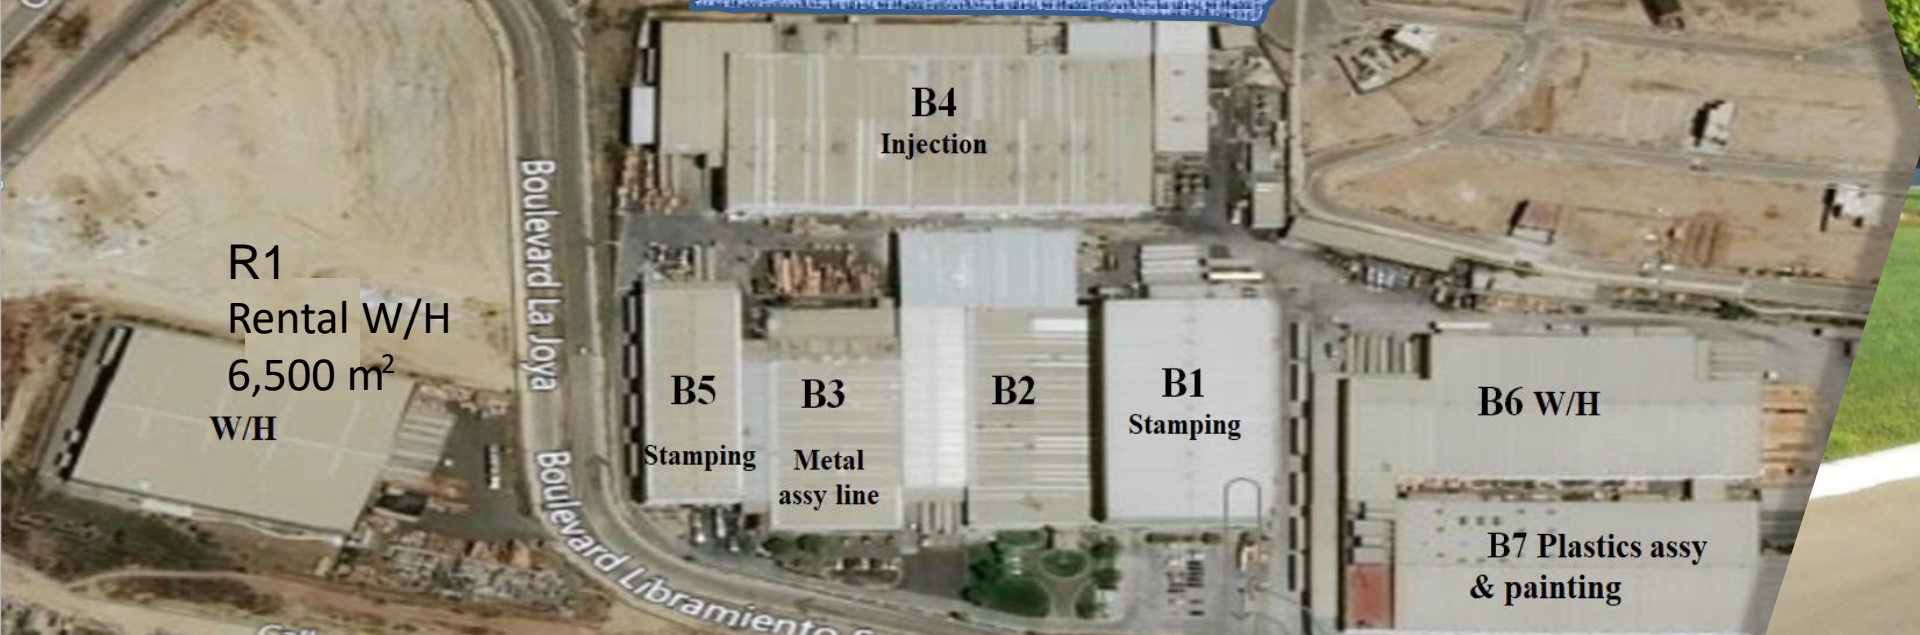 B4
Injection
Boulevard La Joya
R1
Rental W/H
6,500 m²
W/H
B5
Stamping
B3
Metal
assy line
B2
B1
Stamping
B6 W/H
B7 Plastics assy
& painting
Boulevard Libramiento